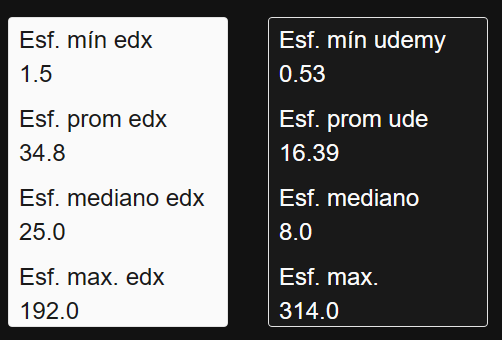 Esf. mín edx
1.5
Esf. prom edx
34.8
Esf. mediano edx
25.0
Esf. max. edx
192.0
Esf. mín udemy
0.53
Esf. prom ude
16.39
Esf. mediano
8.0
Esf. max.
314.0